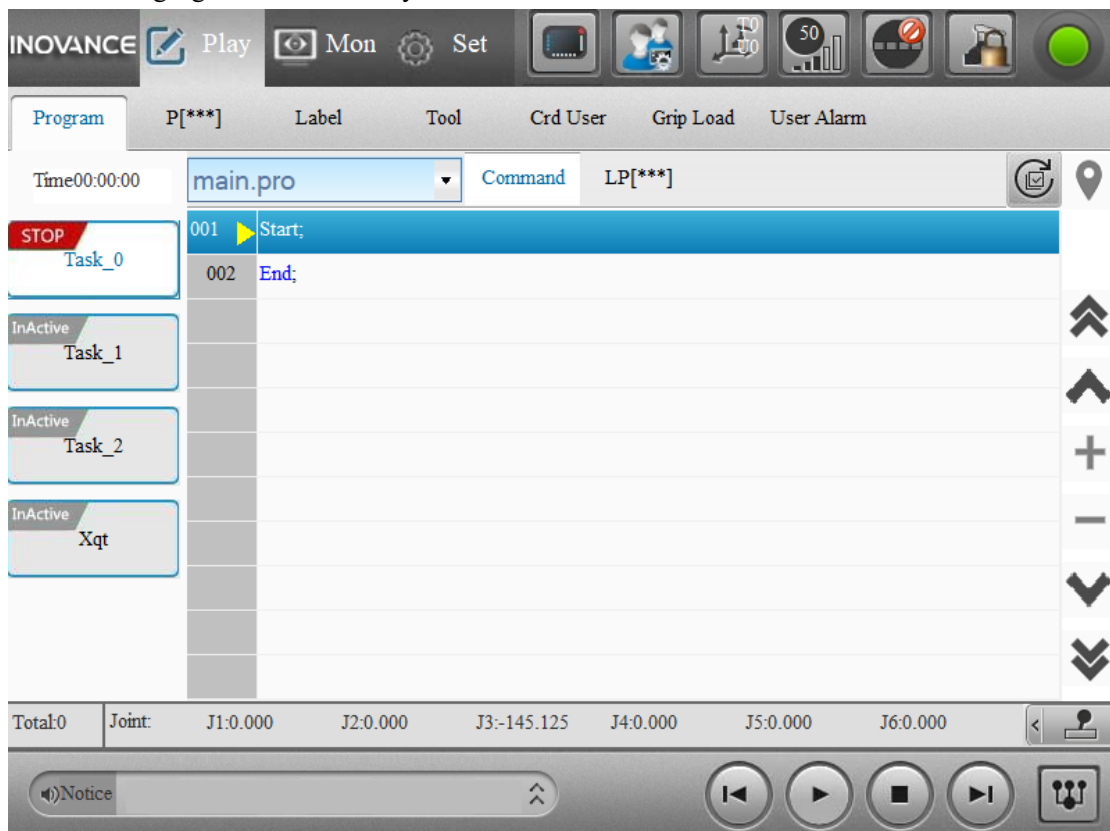 INOVANCE Play Mon Set T0 U0 50
Program P[***] Label Tool Crd User Grip Load User Alarm
Time00:00:00 main.pro Command LP[***]
STOP
Task_0
001 Start;
002 End;
InActive
Task_1
InActive
Task_2
InActive
Xqt
Total:0 Joint: J1:0.000 J2:0.000 J3:-145.125 J4:0.000 J5:0.000 J6:0.000
Notice